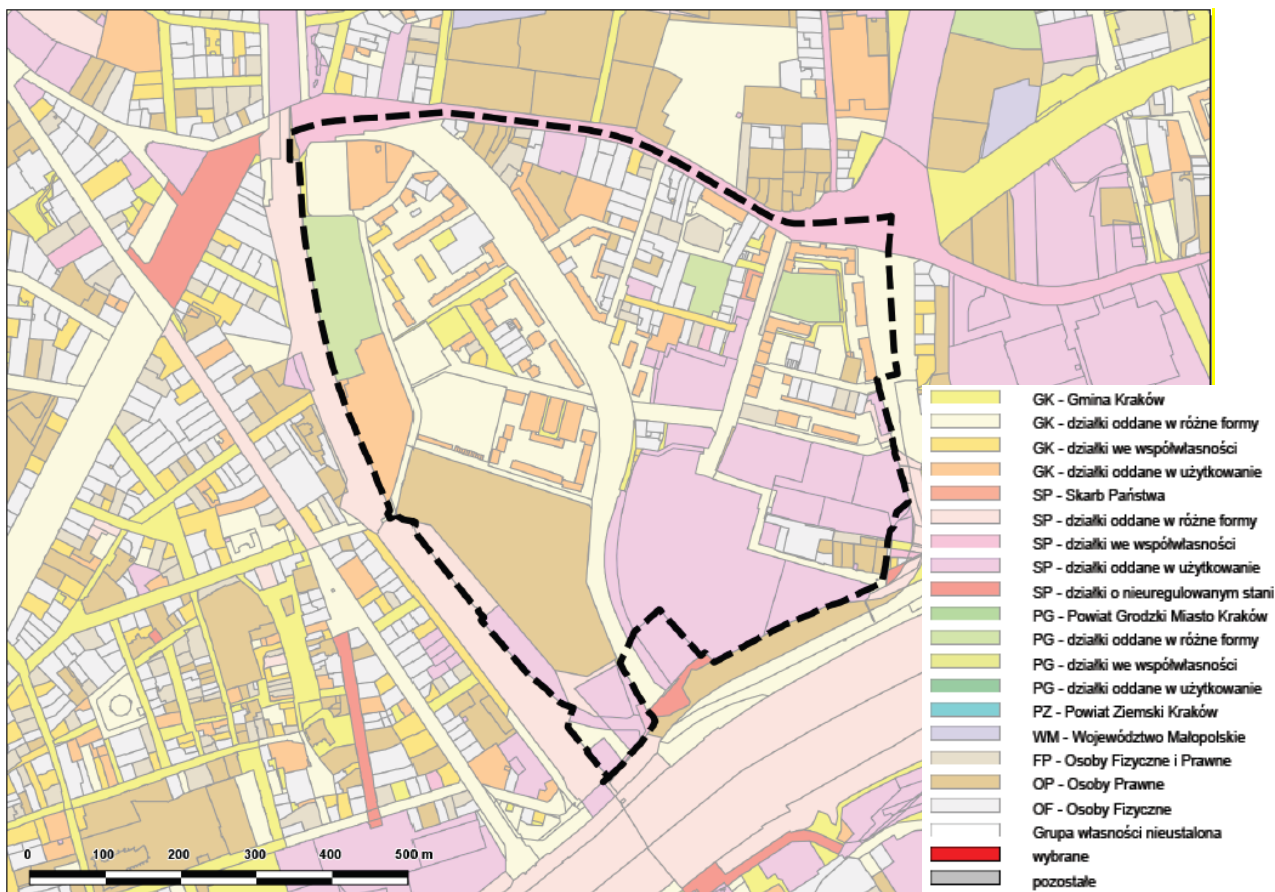 GK - Gmina Kraków
GK - działki oddane w różne formy
GK - działki we współwłasności
GK - działki oddane w użytkowanie
SP - Skarb Państwa
SP - działki oddane w różne formy
SP - działki we współwłasności
SP - działki oddane w użytkowanie
SP - działki o nieuregulowanym stani
PG - Powiat Grodzki Miasto Kraków
PG - działki oddane w różne formy
PG - działki we współwłasności
PG - działki oddane w użytkowanie
PZ - Powiat Ziemski Kraków
WM - Województwo Małopolskie
FP - Osoby Fizyczne i Prawne
OP - Osoby Prawne
OF - Osoby Fizyczne
Grupa własności nieustalona
wybrane
pozostałe
0 100 200 300 400 500 m